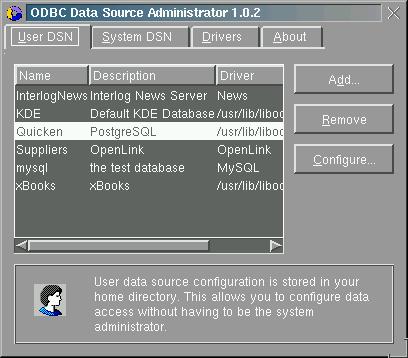 ODBC Data Source Administrator 1.0.2
User DSN System DSN Drivers About
Name Description Driver
InterlogNews Interlog News Server News
KDE Default KDE Database /usr/lib/liboc
Quicken PostgreSQL /usr/lib/liboc
Suppliers OpenLink OpenLink
mysql the test database MySQL
xBooks xBooks /usr/lib/liboc
Add...
Remove
Configure...
User data source configuration is stored in your
home directory. This allows you to configure data
access without having to be the system
administrator.